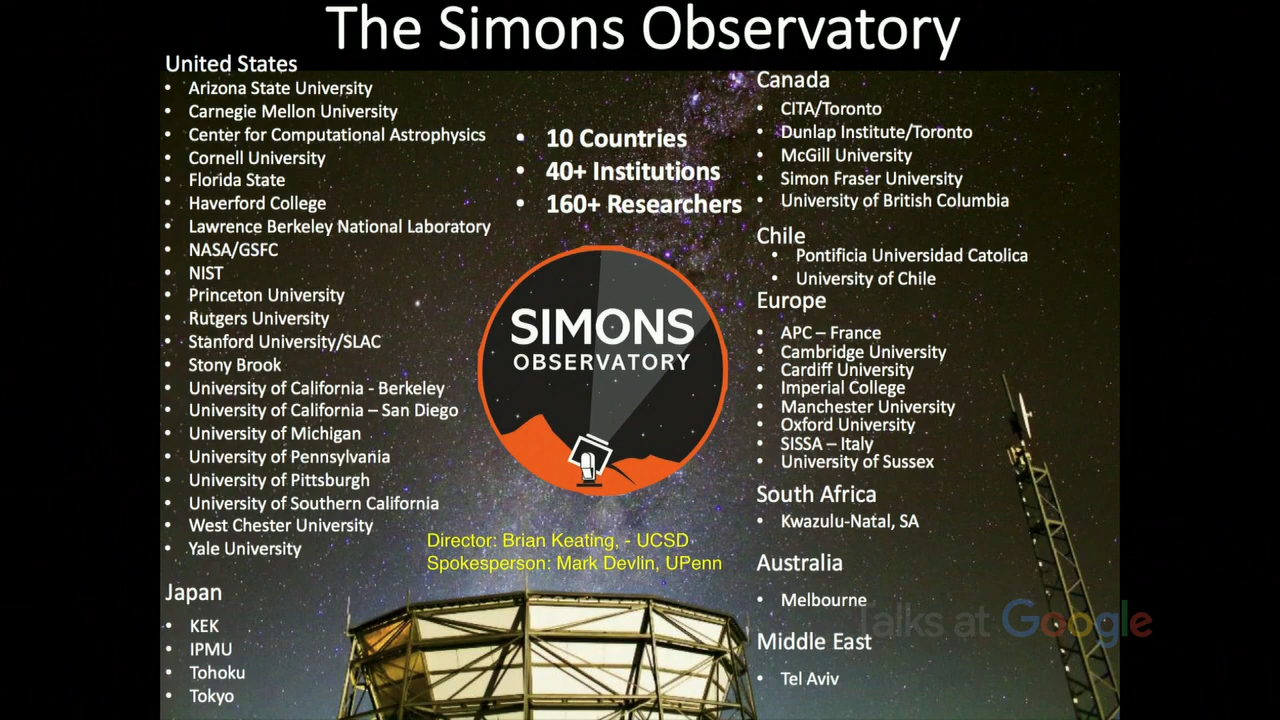 The Simons Observatory
United States
• Arizona State University
• Carnegie Mellon University
• Center for Computational Astrophysics
• Cornell University
• Florida State
• Haverford College
• Lawrence Berkeley National Laboratory
• NASA/GSFC
• NIST
• Princeton University
• Rutgers University
• Stanford University/SLAC
• Stony Brook
• University of California - Berkeley
• University of California – San Diego
• University of Michigan
• University of Pennsylvania
• University of Pittsburgh
• University of Southern California
• West Chester University
• Yale University
Japan
• KEK
• IPMU
• Tohoku
• Tokyo
• 10 Countries
• 40+ Institutions
• 160+ Researchers
SIMONS
OBSERVATORY
Director: Brian Keating, - UCSD
Spokesperson: Mark Devlin, UPenn
Canada
• CITA/Toronto
• Dunlap Institute/Toronto
• McGill University
• Simon Fraser University
• University of British Columbia
Chile
• Pontificia Universidad Catolica
• University of Chile
Europe
• APC – France
• Cambridge University
• Cardiff University
• Imperial College
• Manchester University
• Oxford University
• SISSA – Italy
• University of Sussex
South Africa
• Kwazulu-Natal, SA
Australia
• Melbourne
Middle East
• Tel Aviv
Talks at Google